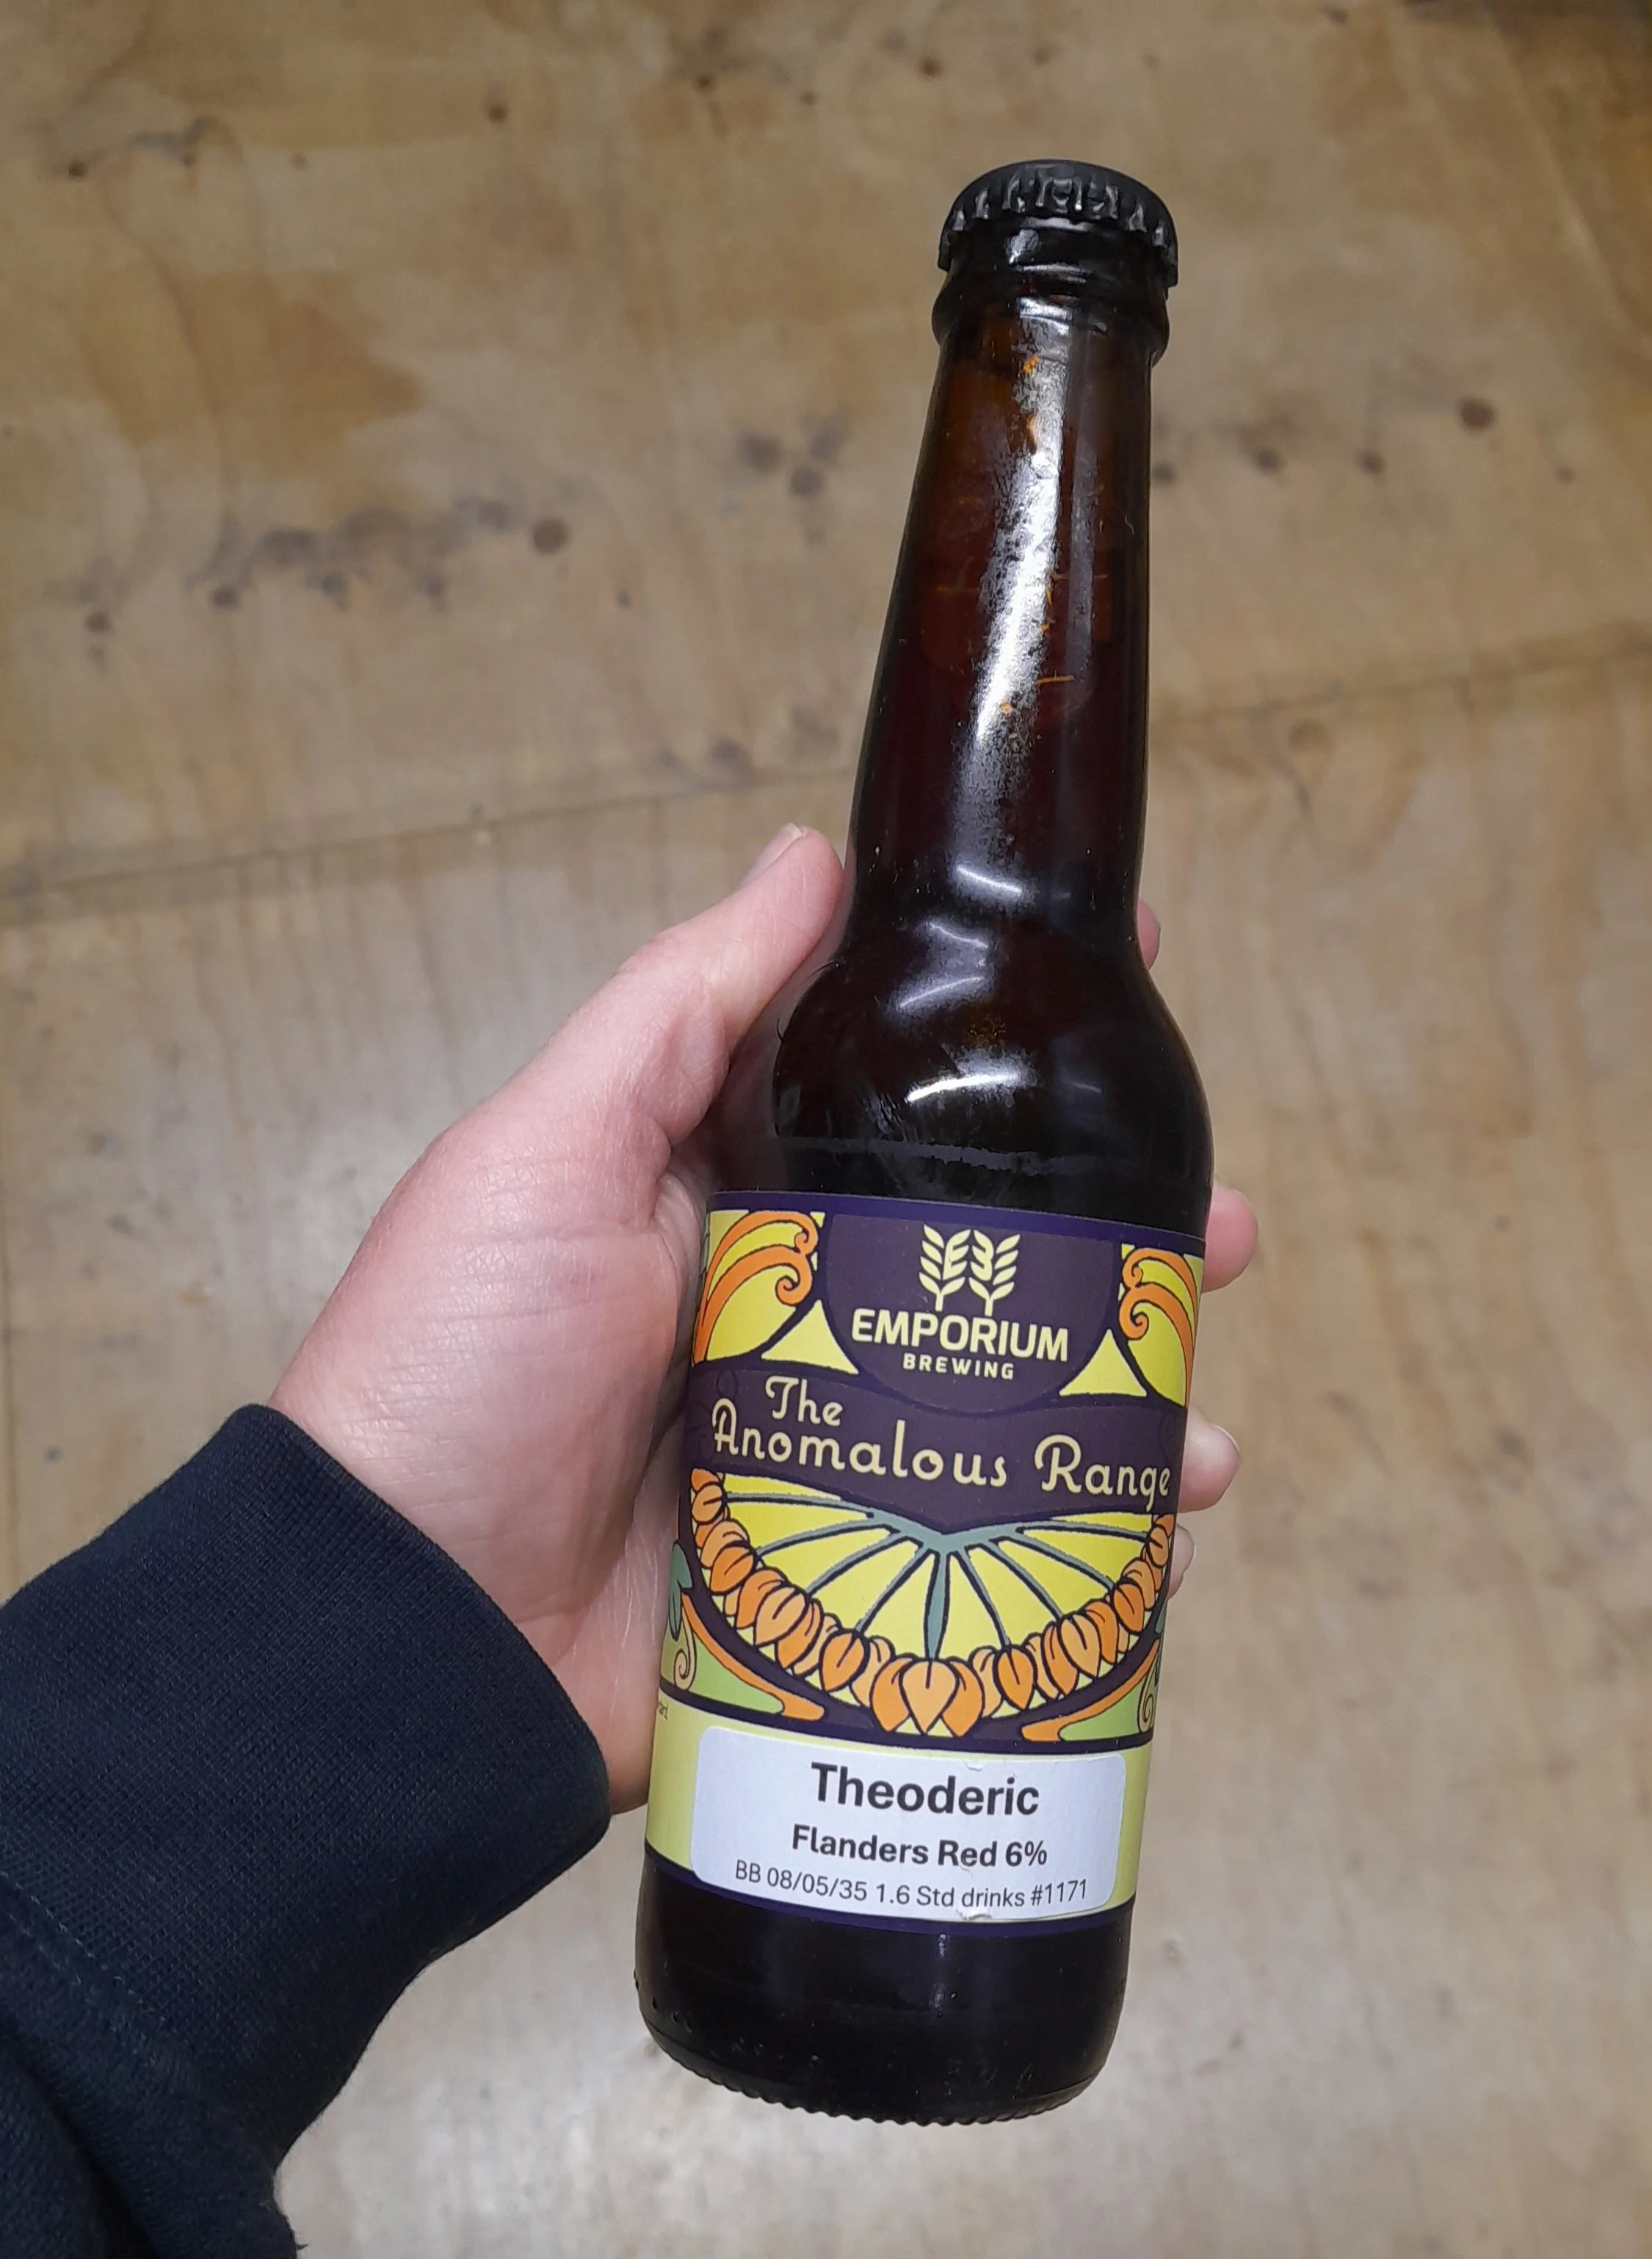 EMPORIUM
BREWING
The
Anomalous Range
Theoderic
Flanders Red 6%
BB 08/05/35 1.6 Std drinks #1171